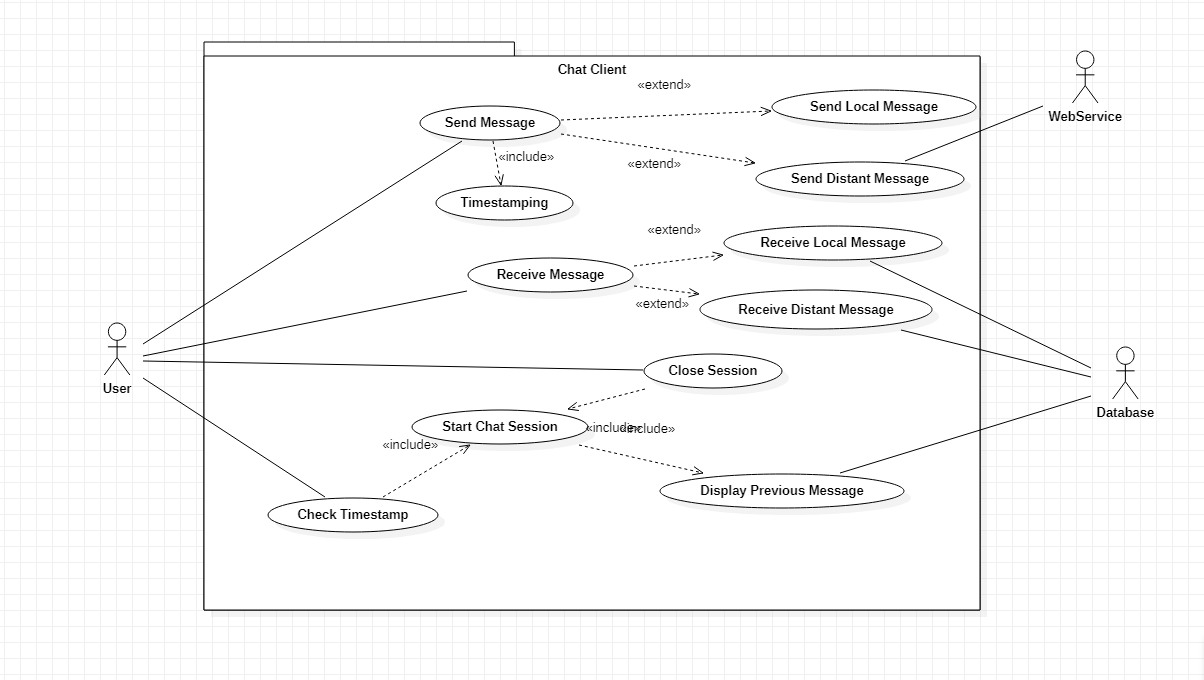 Chat Client
«extend»
Send Local Message
WebService
Send Message
«include»
«extend»
Send Distant Message
Timestamping
«extend»
Receive Local Message
Receive Message
«extend»
Receive Distant Message
User
Close Session
Database
Start Chat Session
«include»
«include»
«include»
Display Previous Message
Check Timestamp